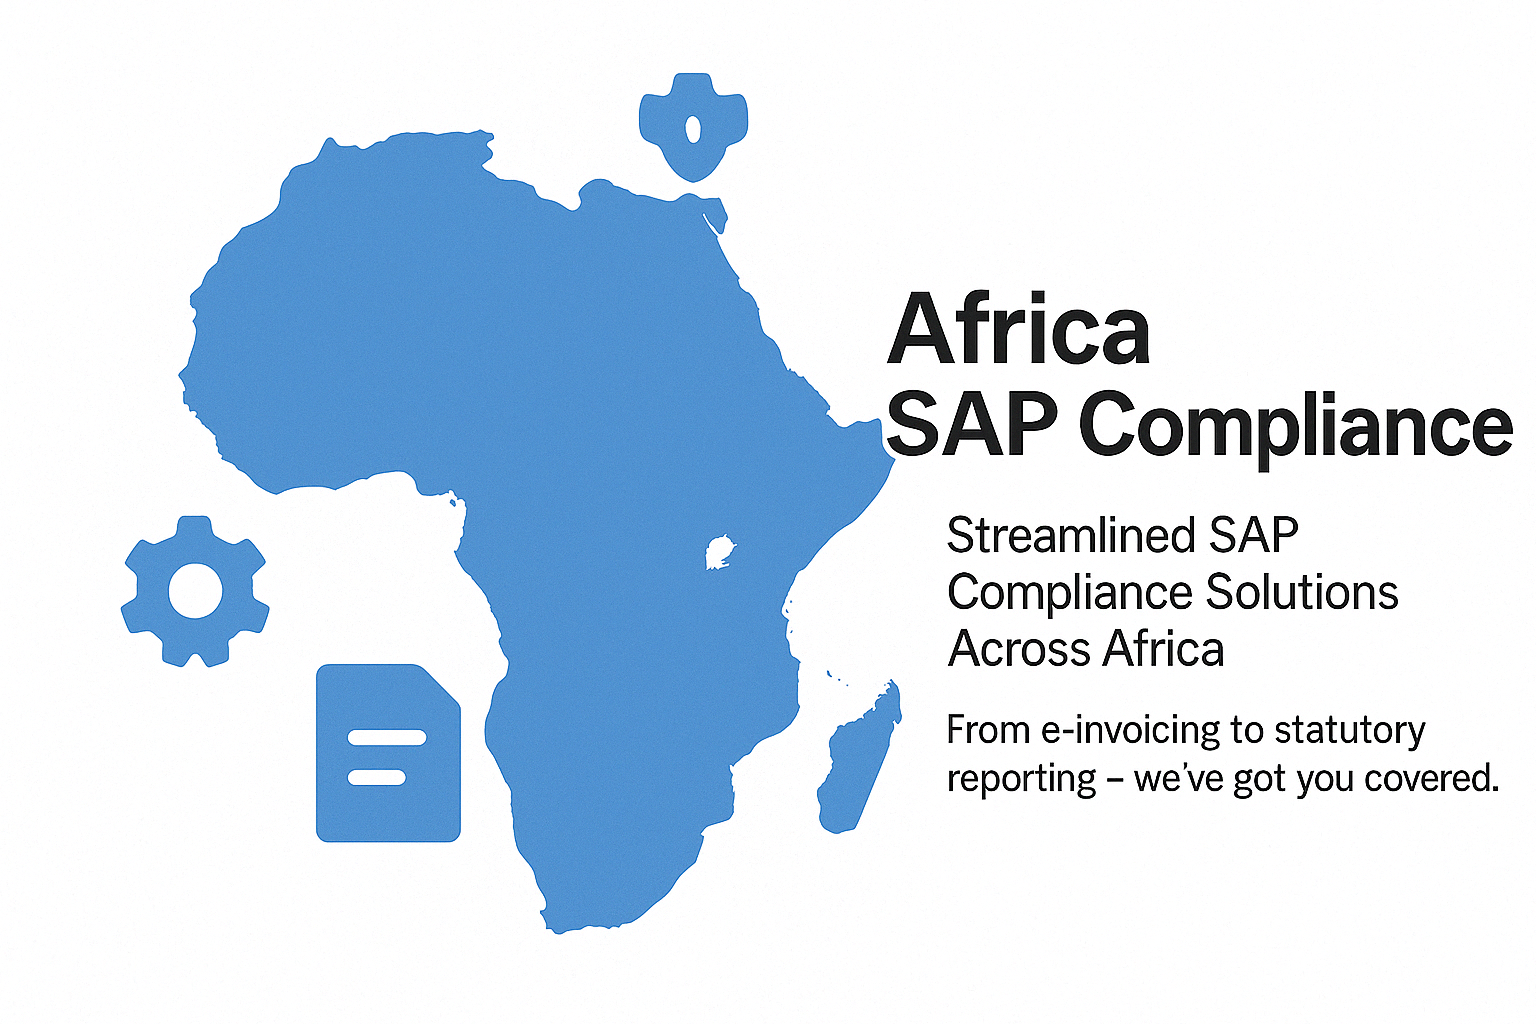 Africa
SAP Compliance
Streamlined SAP
Compliance Solutions
Across Africa
From e-invoicing to statutory
reporting – we’ve got you covered.